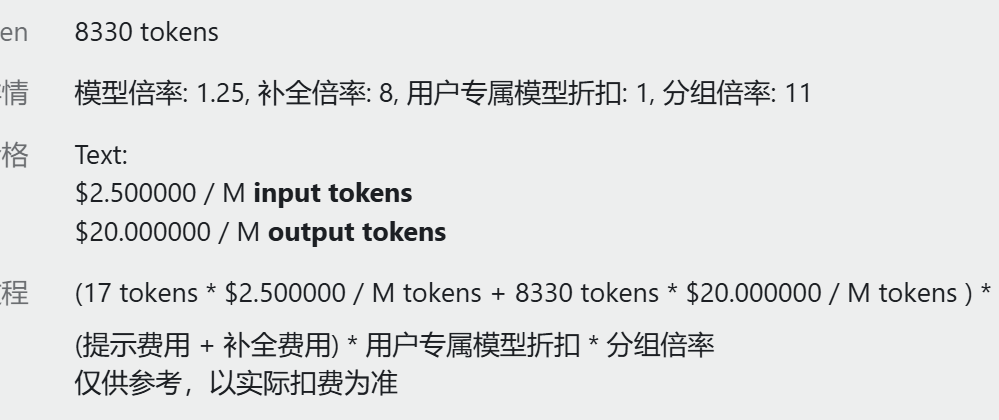 en 8330 tokens
情 模型倍率: 1.25, 补全倍率: 8, 用户专属模型折扣: 1, 分组倍率: 11
格 Text:
$2.500000 / M input tokens
$20.000000 / M output tokens
程 (17 tokens * $2.500000 / M tokens + 8330 tokens * $20.000000 / M tokens ) *
(提示费用 + 补全费用) * 用户专属模型折扣 * 分组倍率
仅供参考，以实际扣费为准